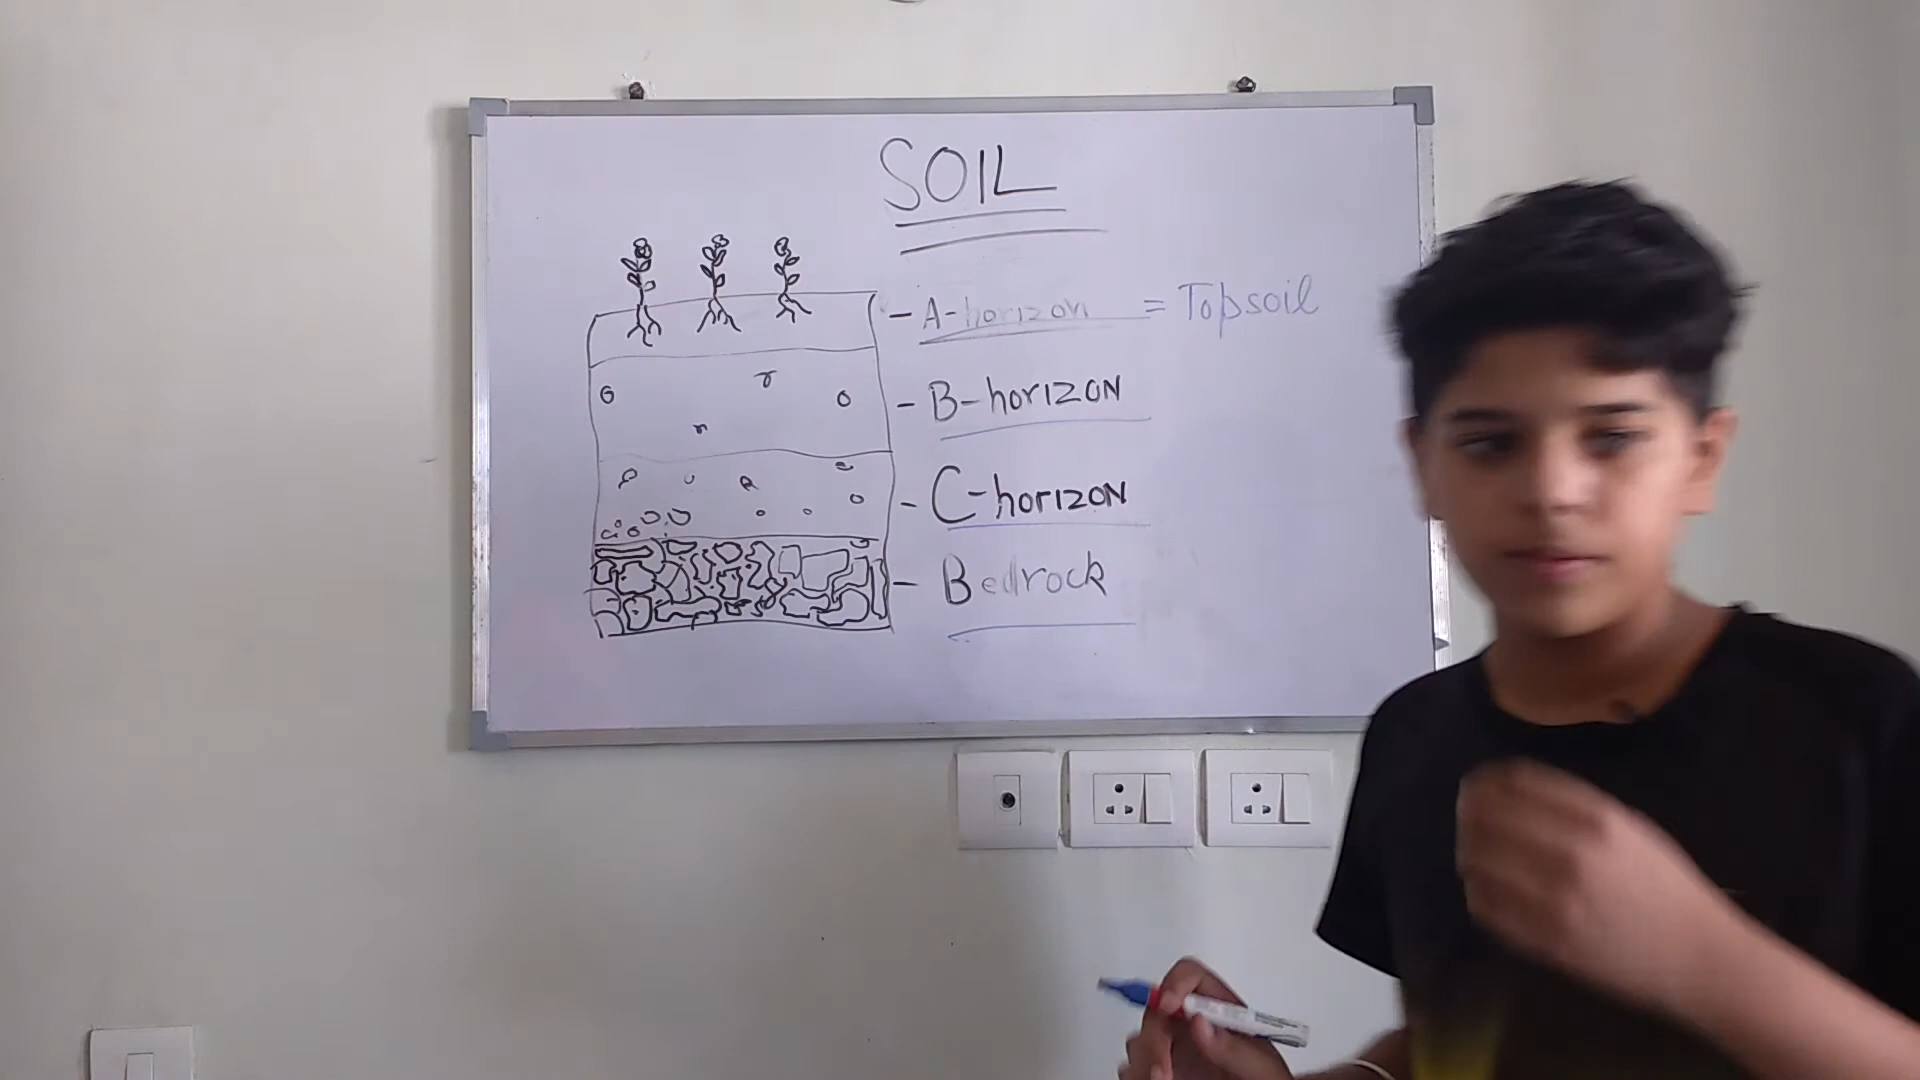 SOIL
- A-horizon = Topsoil
- B-horizon
- C-horizon
- Bedrock